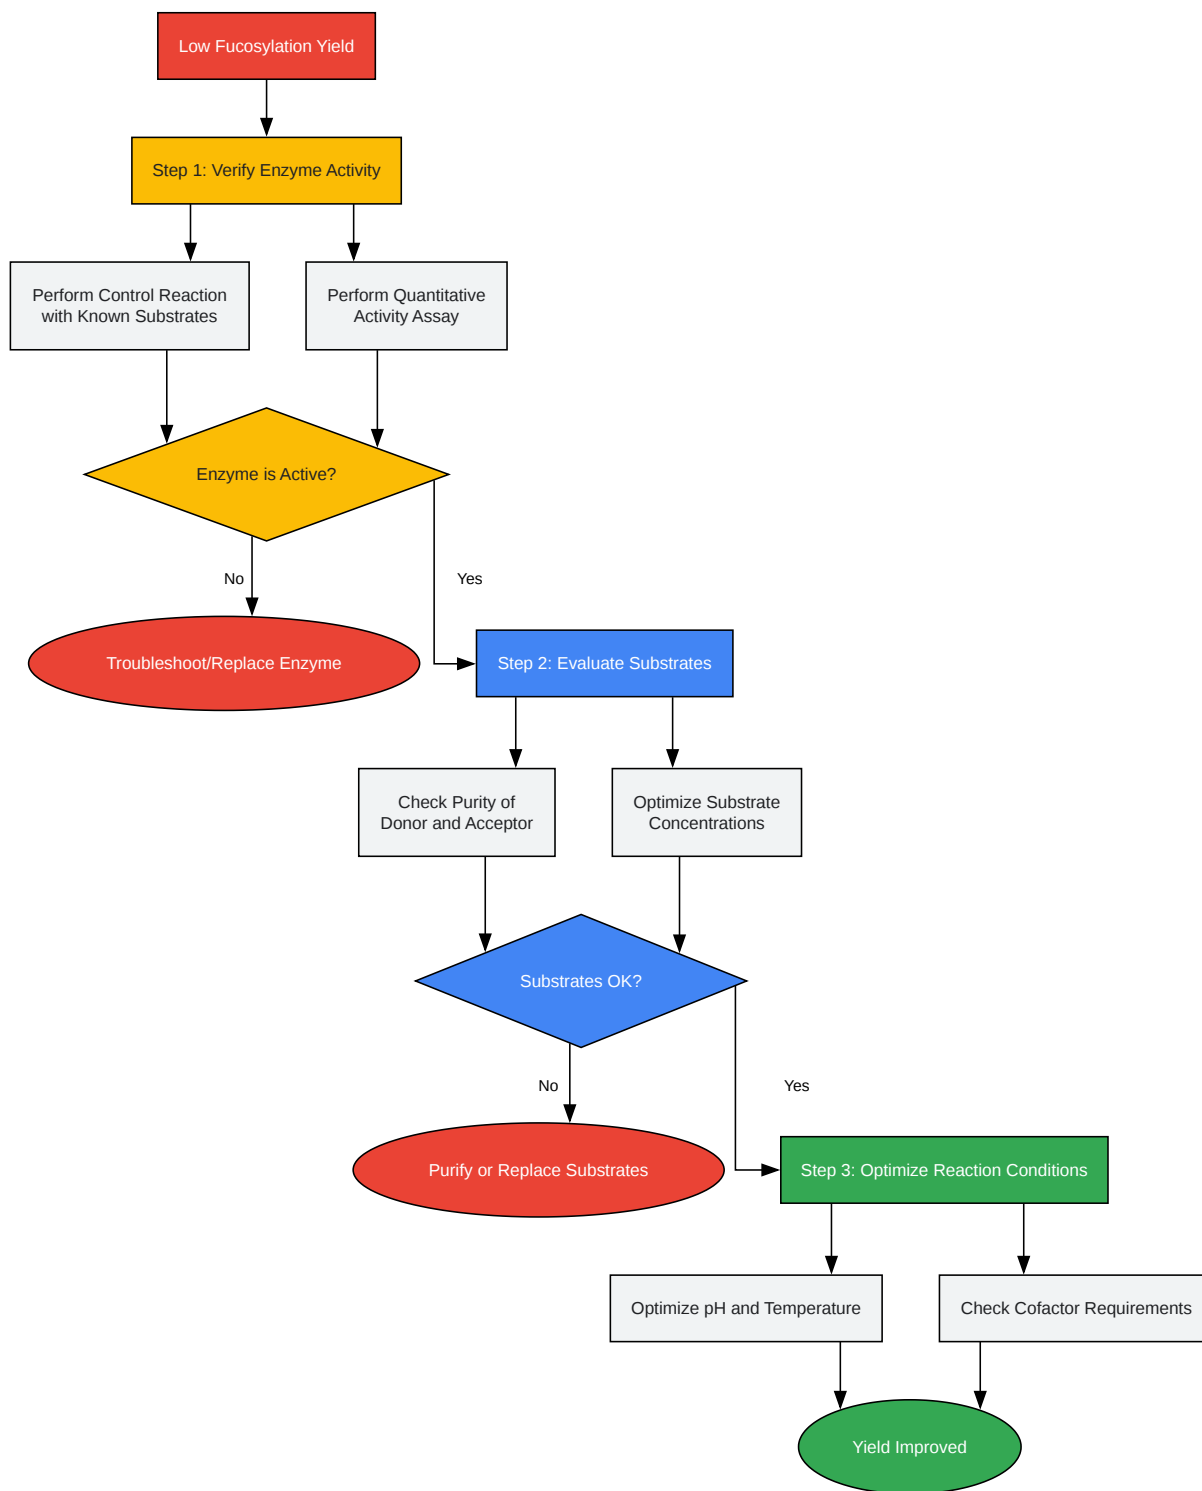 Low Fucosylation Yield
Step 1: Verify Enzyme Activity
Perform Control Reaction
with Known Substrates
Perform Quantitative
Activity Assay
Enzyme is Active?
No
Yes
Troubleshoot/Replace Enzyme
Step 2: Evaluate Substrates
Check Purity of
Donor and Acceptor
Optimize Substrate
Concentrations
Substrates OK?
No
Yes
Purify or Replace Substrates
Step 3: Optimize Reaction Conditions
Optimize pH and Temperature
Check Cofactor Requirements
Yield Improved